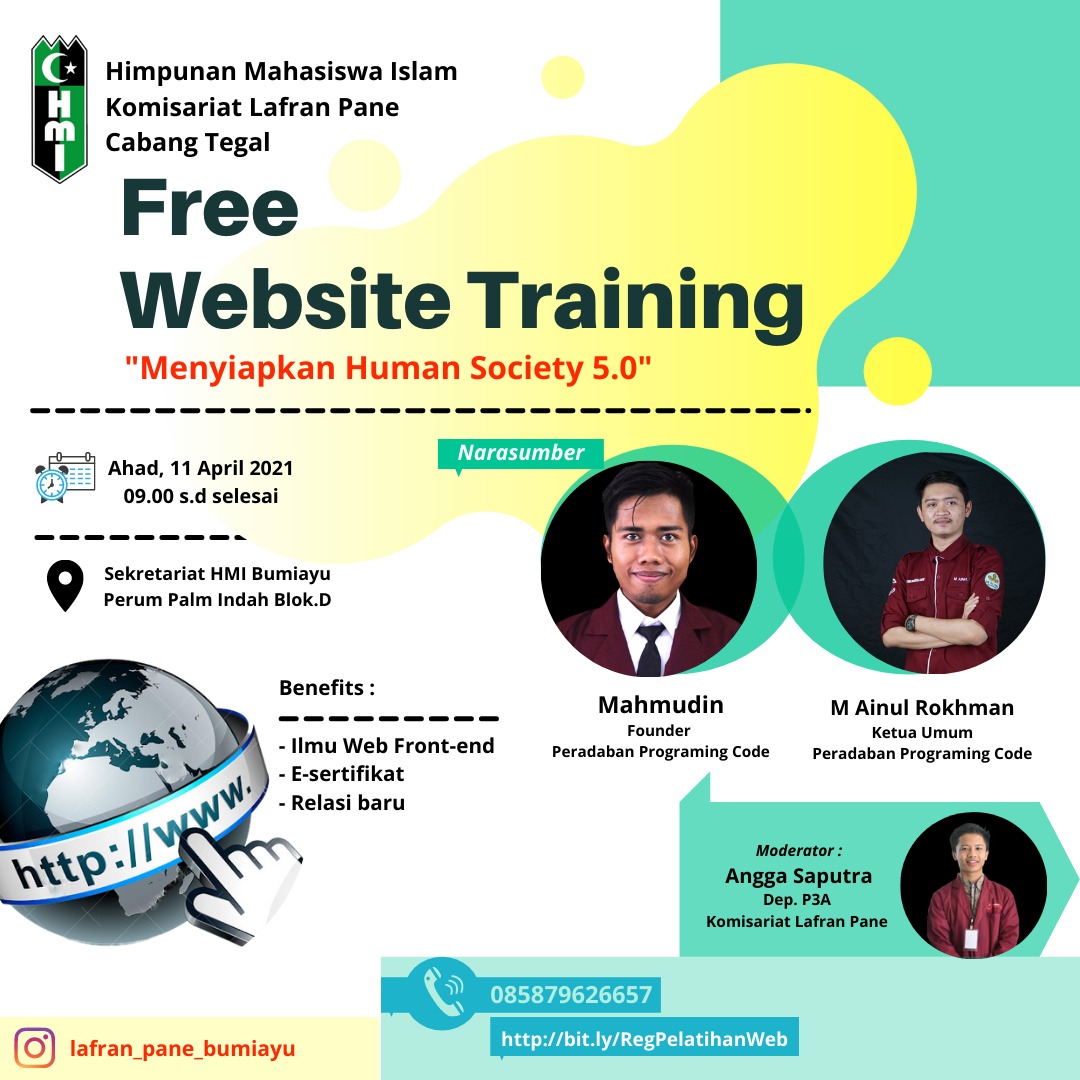 HMI
Himpunan Mahasiswa Islam
Komisariat Lafran Pane
Cabang Tegal
Free
Website Training
"Menyiapkan Human Society 5.0"
Ahad, 11 April 2021
09.00 s.d selesai
Sekretariat HMI Bumiayu
Perum Palm Indah Blok.D
Narasumber
Mahmudin
Founder
Peradaban Programing Code
M Ainul Rokhman
Ketua Umum
Peradaban Programing Code
Benefits :
- Ilmu Web Front-end
- E-sertifikat
- Relasi baru
http://www.
Moderator :
Angga Saputra
Dep. P3A
Komisariat Lafran Pane
085879626657
http://bit.ly/RegPelatihanWeb
lafran_pane_bumiayu